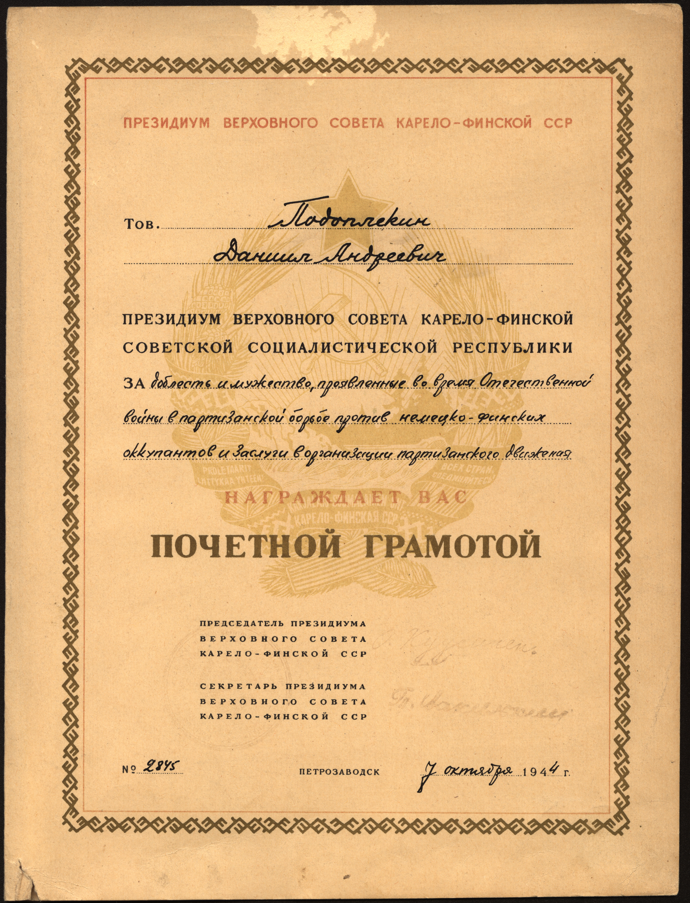 ПРЕЗИДИУМ ВЕРХОВНОГО СОВЕТА КАРЕЛО-ФИНСКОЙ ССР
Тов. Подоплекин
Даниил Андреевич
ПРЕЗИДИУМ ВЕРХОВНОГО СОВЕТА КАРЕЛО-ФИНСКОЙ
СОВЕТСКОЙ СОЦИАЛИСТИЧЕСКОЙ РЕСПУБЛИКИ
ЗА доблесть и мужество, проявленные во время Отечественной
войны в партизанской борьбе против немецко-финских
оккупантов и заслуги в организации партизанского движения
НАГРАЖДАЕТ ВАС
КАРЕЛО-ФИНСКАЯ ССР
ПОЧЕТНОЙ ГРАМОТОЙ
ПРЕДСЕДАТЕЛЬ ПРЕЗИДИУМА
ВЕРХОВНОГО СОВЕТА
КАРЕЛО-ФИНСКОЙ ССР
СЕКРЕТАРЬ ПРЕЗИДИУМА
ВЕРХОВНОГО СОВЕТА
КАРЕЛО-ФИНСКОЙ ССР
№ 2845 ПЕТРОЗАВОДСК 7 октября 1944 г.